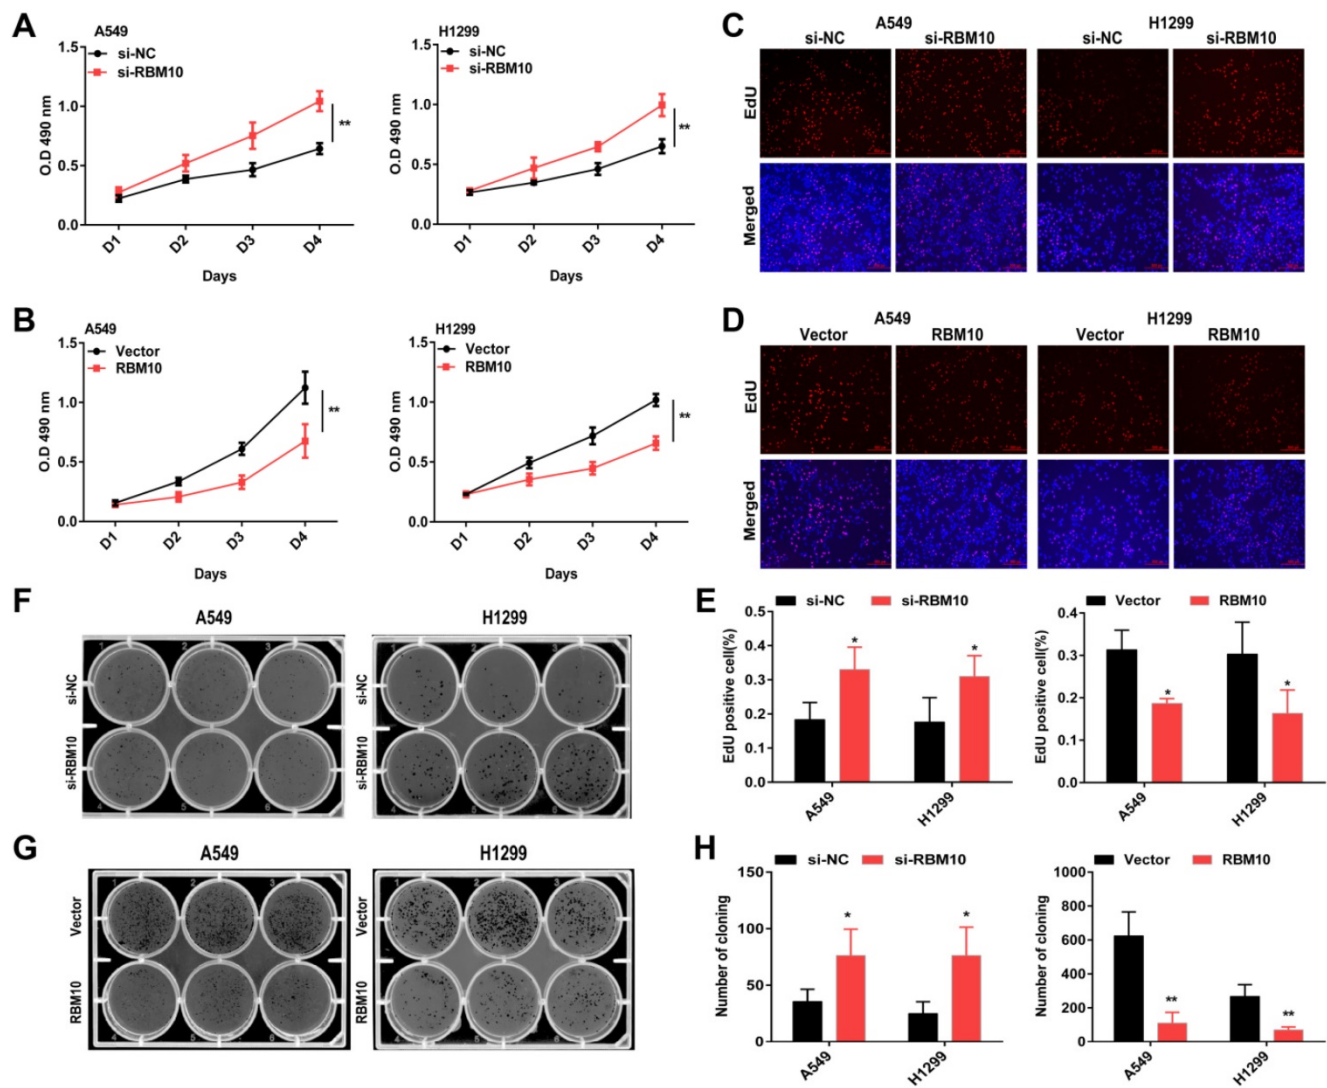 A
A549
si-NC
si-RBM10
1.5
1.0
0.5
0.0
O.D 490 nm
**
D1
D2
D3
D4
Days
H1299
si-NC
si-RBM10
1.5
1.0
0.5
0.0
O.D 490 nm
**
D1
D2
D3
D4
Days
B
A549
Vector
RBM10
1.5
1.0
0.5
0.0
O.D 490 nm
**
D1
D2
D3
D4
Days
H1299
Vector
RBM10
1.5
1.0
0.5
0.0
O.D 490 nm
**
D1
D2
D3
D4
Days
C
A549
H1299
si-NC
si-RBM10
si-NC
si-RBM10
EdU
Merged
D
A549
H1299
Vector
RBM10
Vector
RBM10
EdU
Merged
E
si-NC
si-RBM10
0.5
0.4
0.3
0.2
0.1
0.0
EdU positive cell(%)
*
*
A549
H1299
Vector
RBM10
0.4
0.3
0.2
0.1
0.0
EdU positive cell(%)
*
*
A549
H1299
F
A549
H1299
si-NC
si-RBM10
G
A549
H1299
Vector
RBM10
H
si-NC
si-RBM10
150
100
50
0
Number of cloning
*
*
A549
H1299
Vector
RBM10
1000
800
600
400
200
0
Number of cloning
**
**
A549
H1299